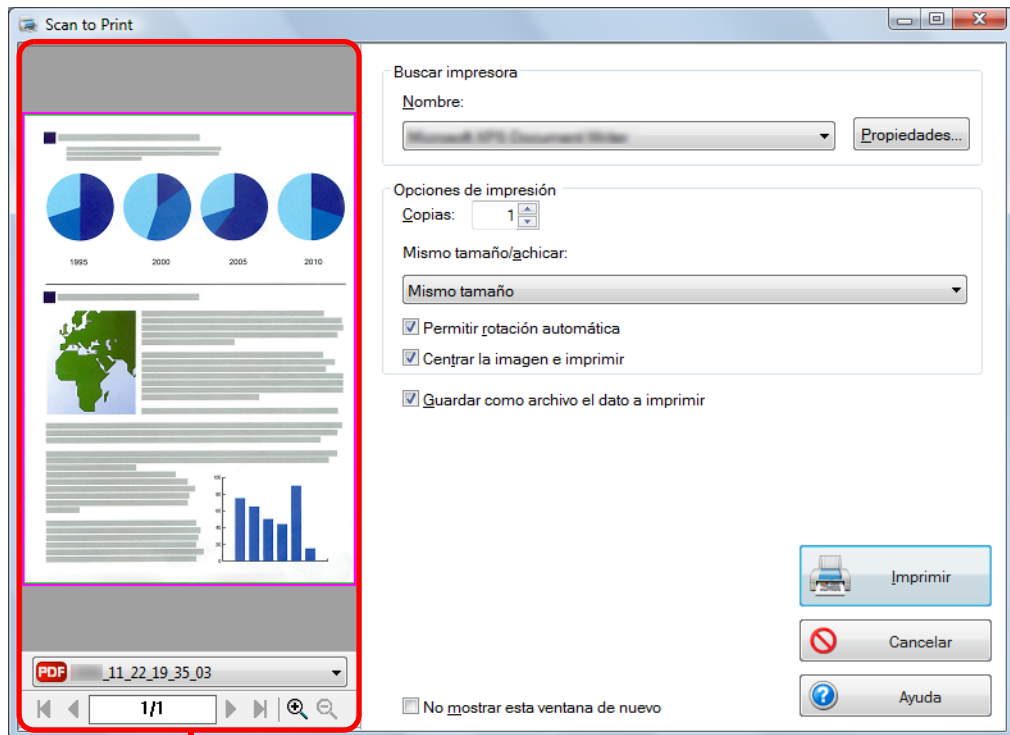 Scan to Print
1995 2000 2005 2010
100
80
60
40
20
0
PDF _11_22_19_35_03
1/1
Buscar impresora
Nombre:
Propiedades...
Opciones de impresión
Copias: 1
Mismo tamaño/achicar:
Mismo tamaño
Permitir rotación automática
Centrar la imagen e imprimir
Guardar como archivo el dato a imprimir
Imprimir
Cancelar
No mostrar esta ventana de nuevo
Ayuda